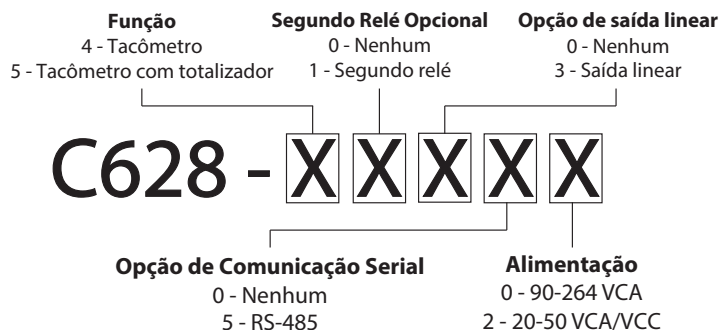 Função
4 - Tacômetro
5 - Tacômetro com totalizador
Segundo Relé Opcional
0 - Nenhum
1 - Segundo relé
Opção de saída linear
0 - Nenhum
3 - Saída linear
C628 - X X X X X
Opção de Comunicação Serial
0 - Nenhum
5 - RS-485
Alimentação
0 - 90-264 VCA
2 - 20-50 VCA/VCC